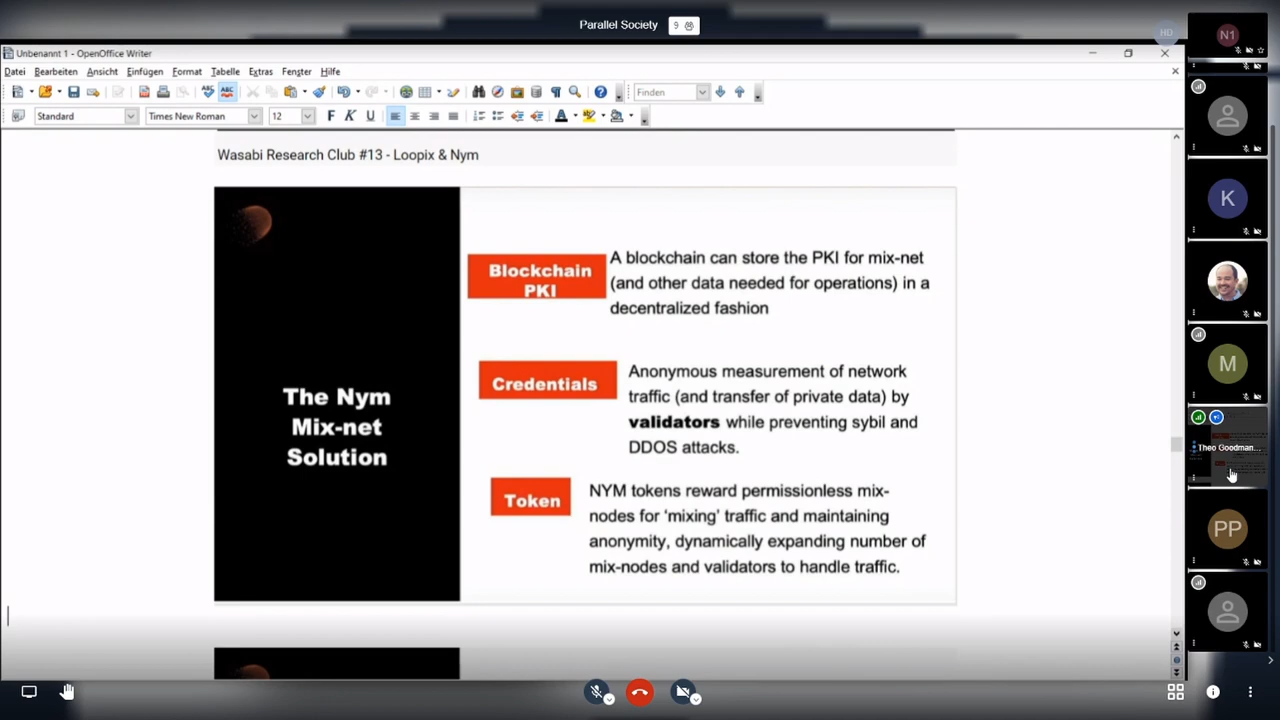 Parallel Society
9
HD
N1
Unbenannt 1 - OpenOffice Writer
Datei Bearbeiten Ansicht Einfügen Format Tabelle Extras Fenster Hilfe
Finden
Standard
Times New Roman
12
F K U
Wasabi Research Club #13 - Loopix & Nym
The Nym
Mix-net
Solution
Blockchain
PKI
A blockchain can store the PKI for mix-net
(and other data needed for operations) in a
decentralized fashion
Credentials
Anonymous measurement of network
traffic (and transfer of private data) by
validators while preventing sybil and
DDOS attacks.
Token
NYM tokens reward permissionless mix-
nodes for ‘mixing’ traffic and maintaining
anonymity, dynamically expanding number of
mix-nodes and validators to handle traffic.
K
M
Theo Goodman...
PP